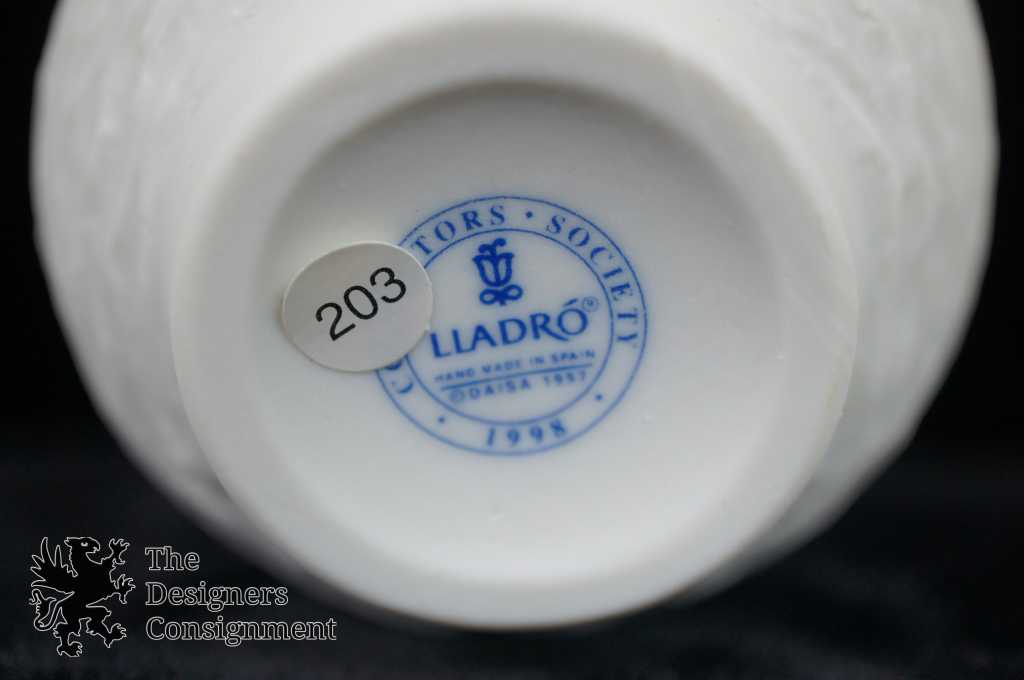 TORS · SOCIETY
203
LLADRÓ®
HAND MADE IN SPAIN
©DAISA 1997
· 1998 ·
The
Designers
Consignment